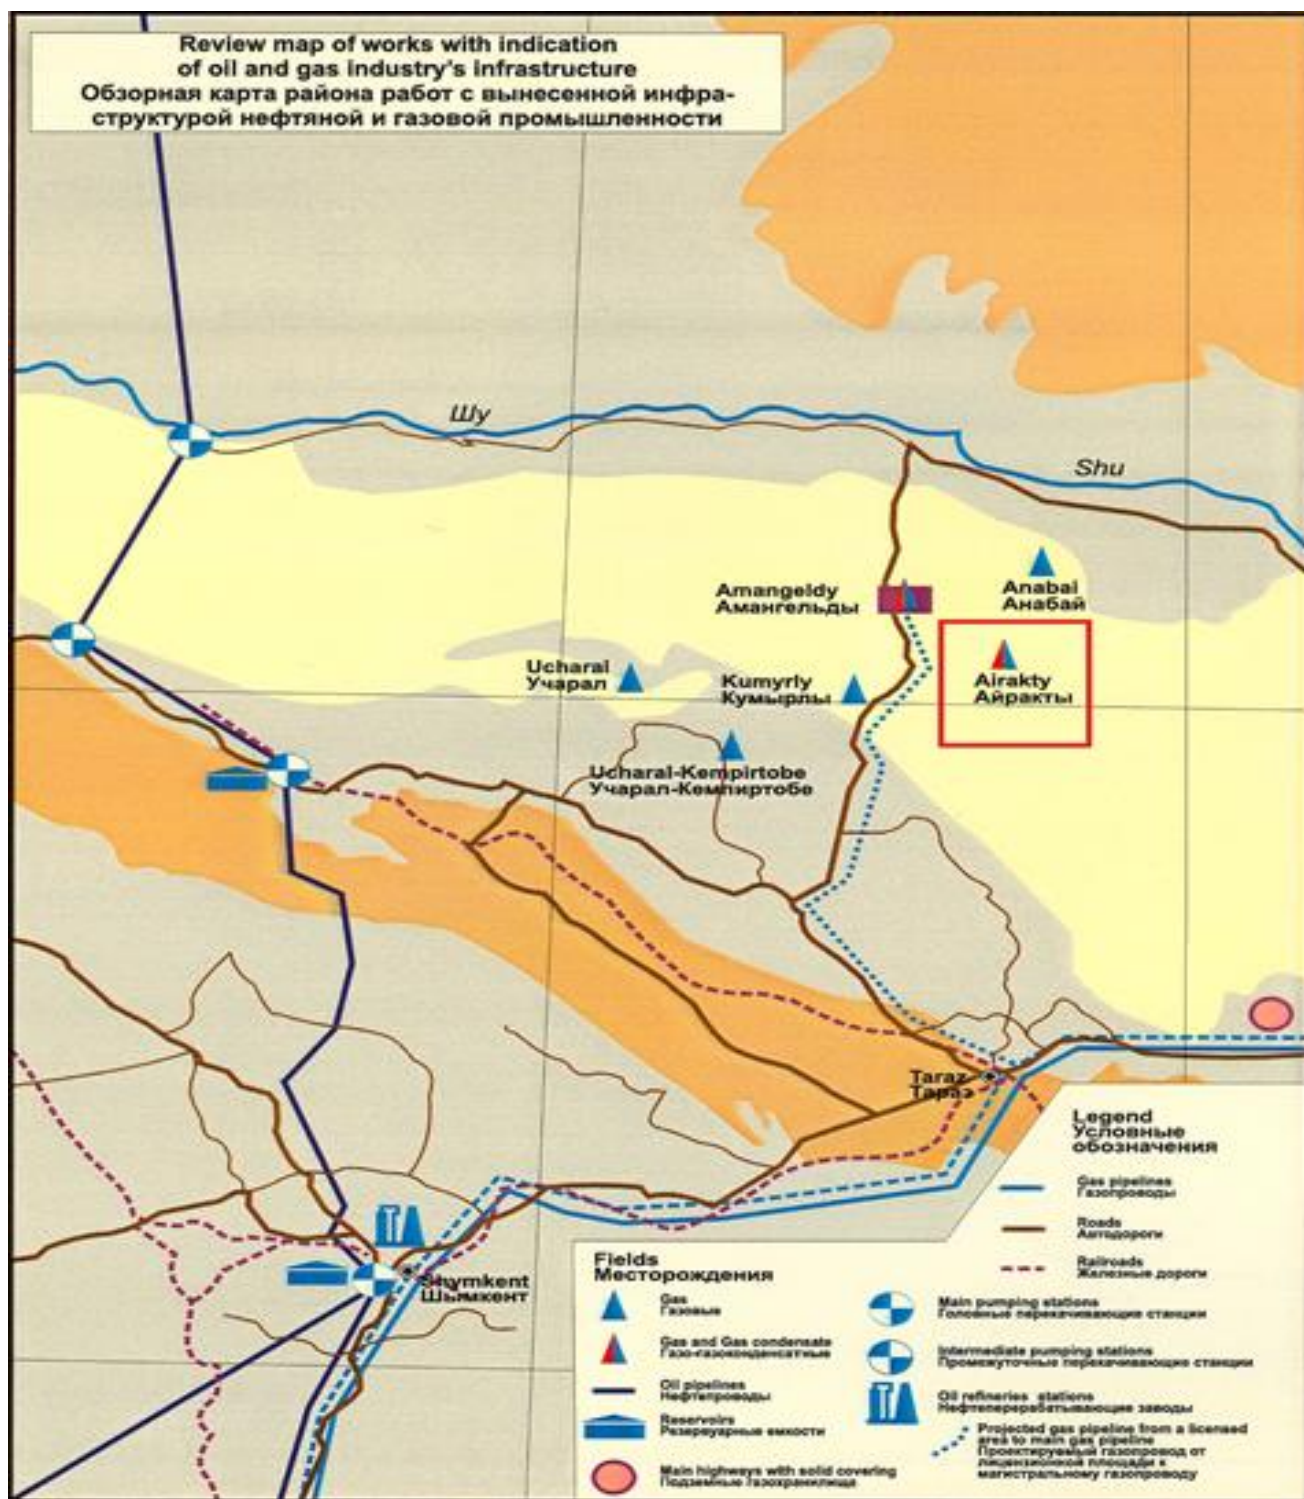 Review map of works with indication
of oil and gas industry's infrastructure
Обзорная карта района работ с вынесенной инфра-
структурой нефтяной и газовой промышленности
Шу
Shu
Amangeldy
Амангельды
Anabai
Анабай
Ucharal
Учарал
Kumyrly
Кумырлы
Airakty
Айракты
Ucharal-Kempirtobe
Учарал-Кемпиртобе
Taraz
Тараз
Shymkent
Шымкент
Legend
Условные
обозначения
Gas pipelines
Газопроводы
Roads
Автодороги
Railroads
Железные дороги
Fields
Месторождения
Gas
Газовые
Gas and Gas condensate
Газо-газоконденсатные
Oil pipelines
Нефтепроводы
Reservoirs
Резервуарные емкости
Main highways with solid covering
Подземные газохранилища
Main pumping stations
Головные перекачивающие станции
Intermediate pumping stations
Промежуточные перекачивающие станции
Oil refineries stations
Нефтеперерабатывающие заводы
Projected gas pipeline from a licensed
area to main gas pipeline
Проектируемый газопровод от
лицензионной площади к
магистральному газопроводу